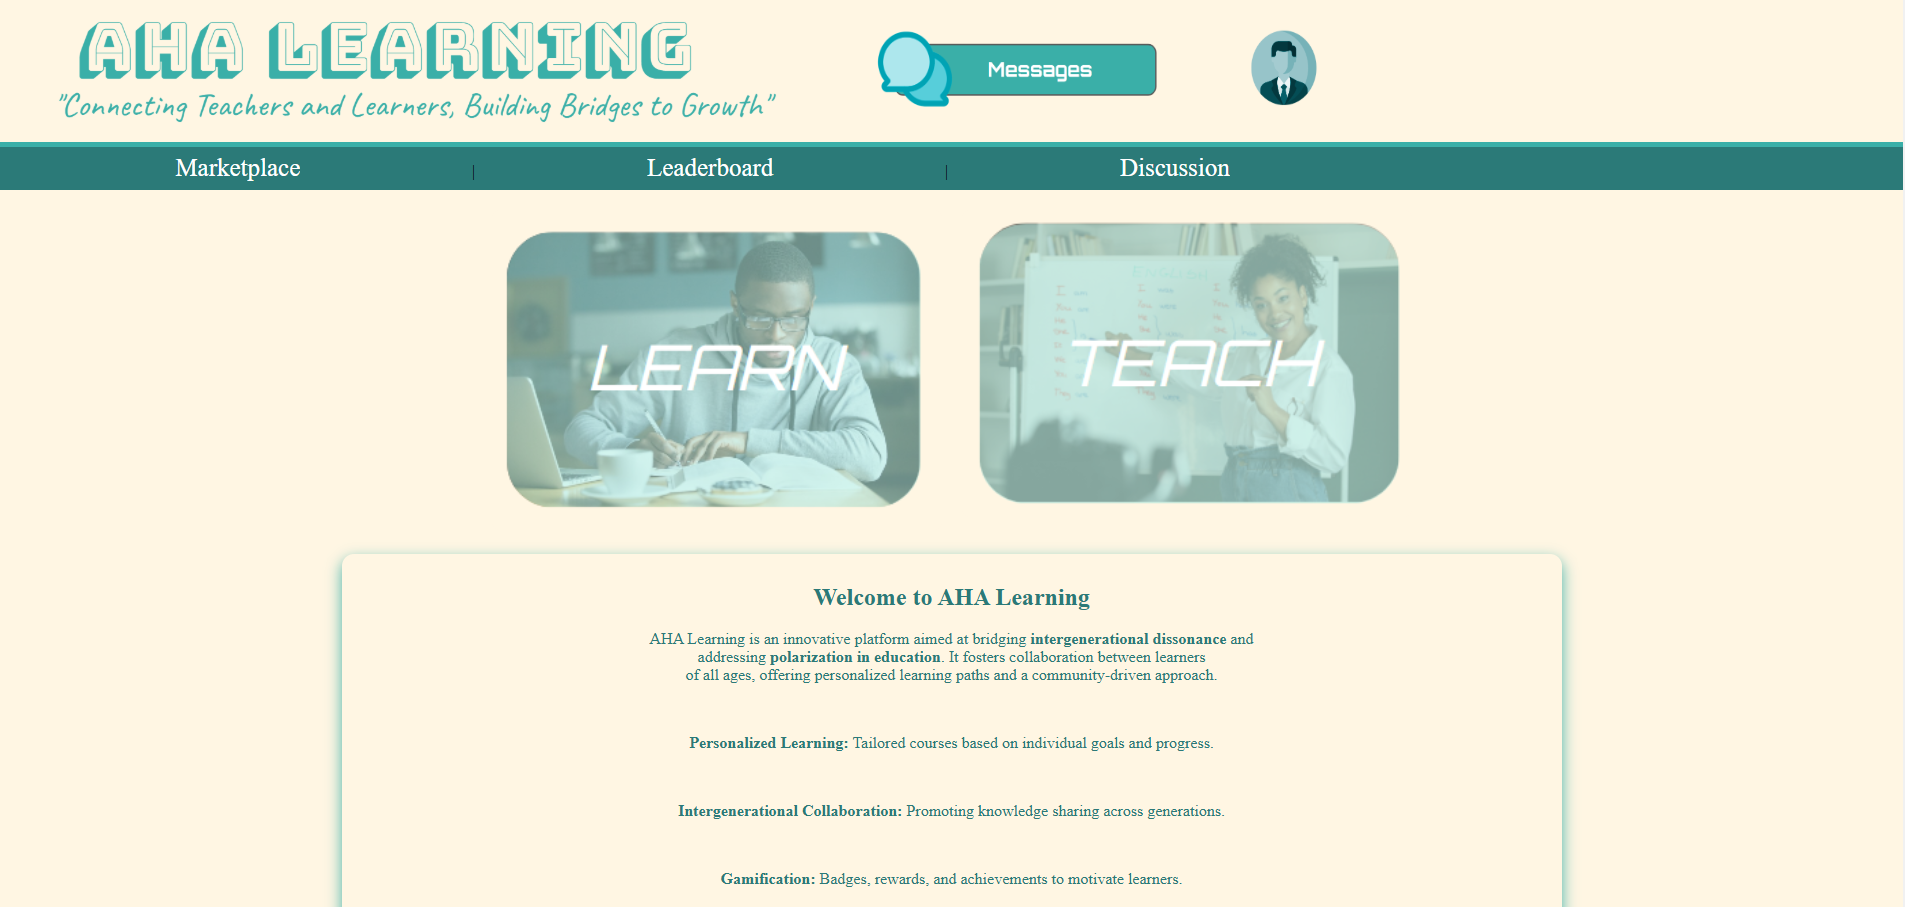 AHA LEARNING
"Connecting Teachers and Learners, Building Bridges to Growth"
Messages
Marketplace | Leaderboard | Discussion
LEARN
ENGLISH
TEACH
Welcome to AHA Learning
AHA Learning is an innovative platform aimed at bridging intergenerational dissonance and
addressing polarization in education. It fosters collaboration between learners
of all ages, offering personalized learning paths and a community-driven approach.
Personalized Learning: Tailored courses based on individual goals and progress.
Intergenerational Collaboration: Promoting knowledge sharing across generations.
Gamification: Badges, rewards, and achievements to motivate learners.